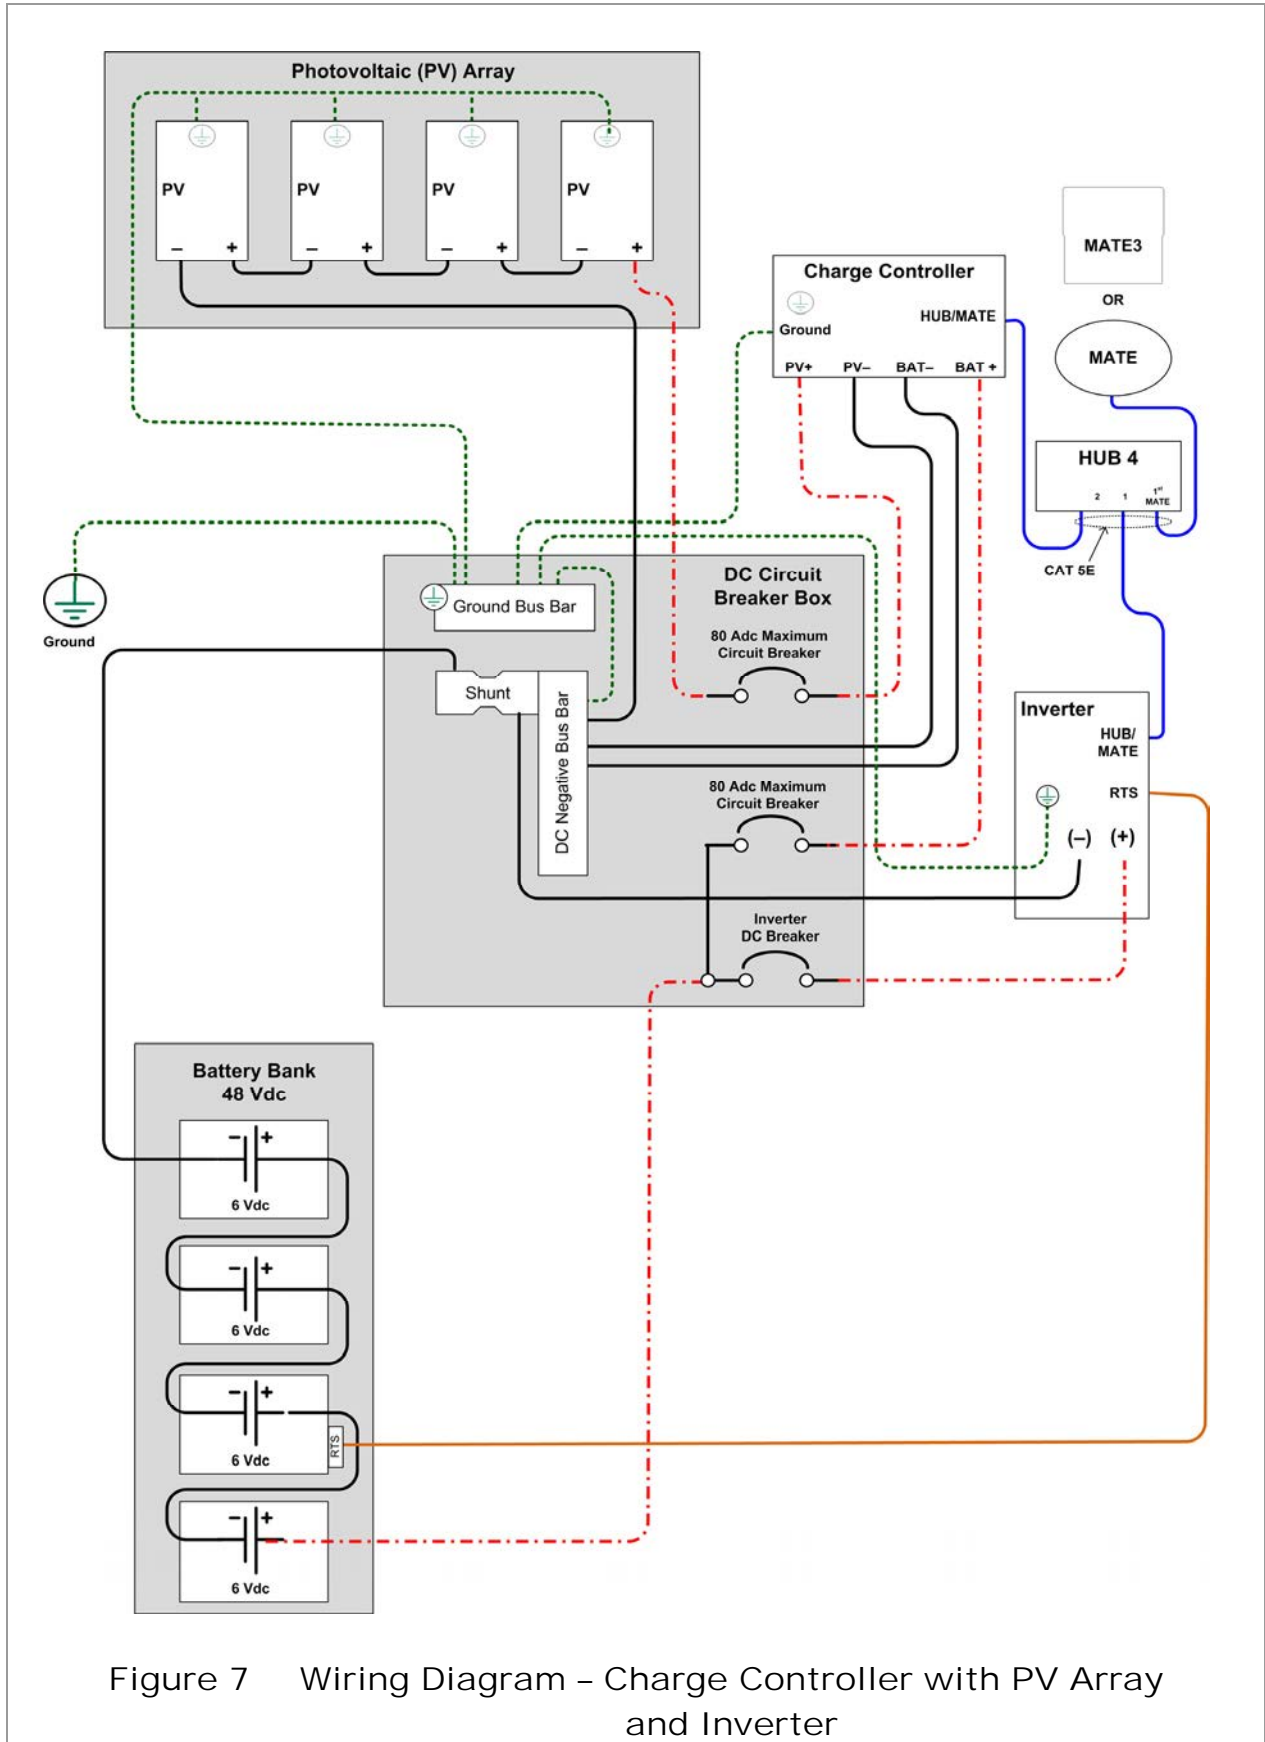 Photovoltaic (PV) Array
PV
PV
PV
PV
– +
– +
– +
– +
MATE3
OR
MATE
Charge Controller
Ground
HUB/MATE
PV+ PV– BAT– BAT +
HUB 4
2 1 1st MATE
CAT 5E
Ground
Ground Bus Bar
DC Circuit
Breaker Box
80 Adc Maximum
Circuit Breaker
Shunt
DC Negative Bus Bar
80 Adc Maximum
Circuit Breaker
Inverter
DC Breaker
Inverter
HUB/
MATE
RTS
(–) (+)
Battery Bank
48 Vdc
– +
6 Vdc
– +
6 Vdc
– +
6 Vdc
RTS
– +
6 Vdc
Figure 7 Wiring Diagram – Charge Controller with PV Array
and Inverter